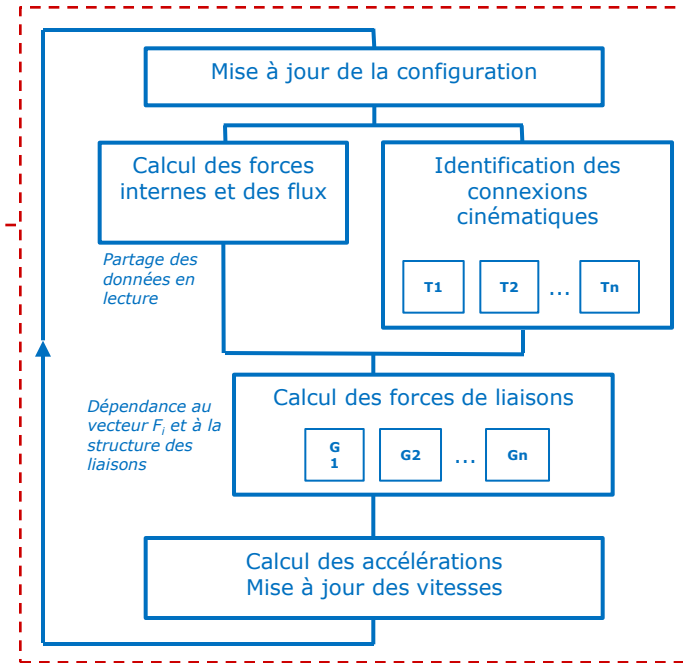 Mise à jour de la configuration
Calcul des forces
internes et des flux
Identification des
connexions
cinématiques
T1
T2
...
Tn
Partage des
données en
lecture
Calcul des forces de liaisons
G
1
G2
...
Gn
Dépendance au
vecteur Fi et à la
structure des
liaisons
Calcul des accélérations
Mise à jour des vitesses